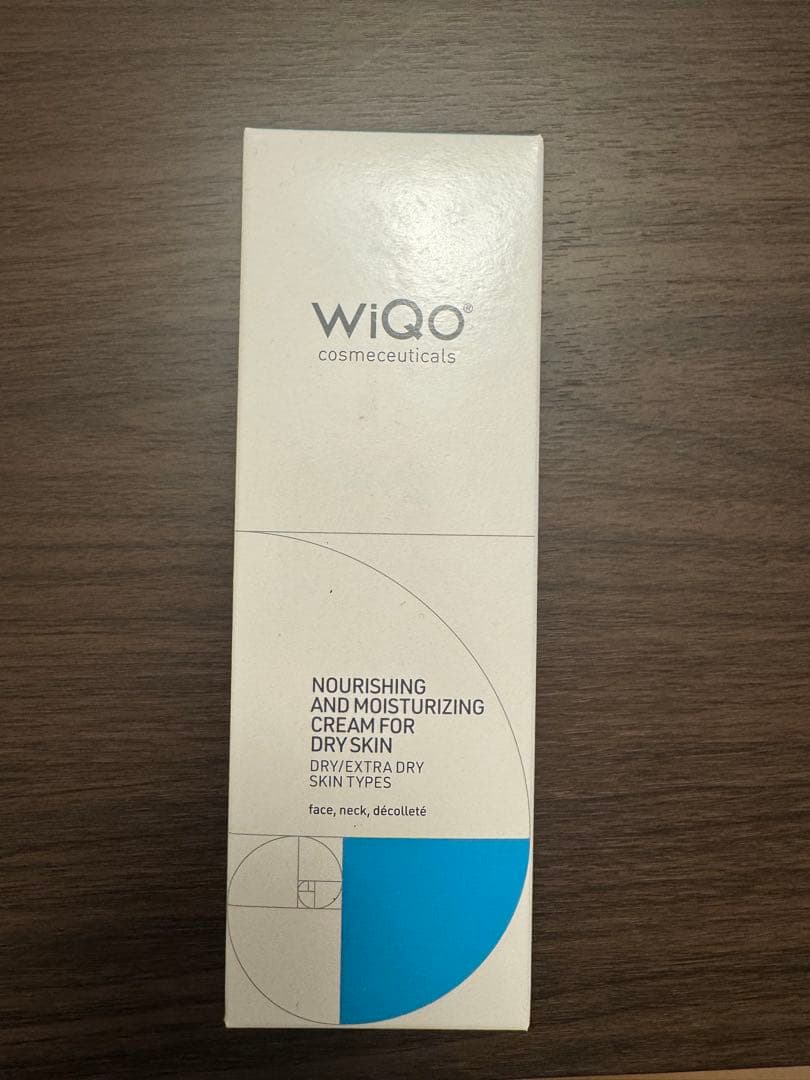 WiQO®
cosmeceuticals
NOURISHING
AND MOISTURIZING
CREAM FOR
DRY SKIN
DRY/EXTRA DRY
SKIN TYPES
face, neck, décolleté